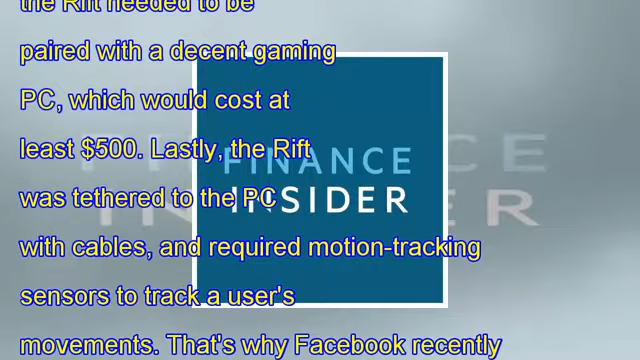 the Rift needed to be
paired with a decent gaming
PC, which would cost at
least $500. Lastly, the Rift
was tethered to the PC
with cables, and required motion-tracking
sensors to track a user's
movements. That's why Facebook recently
FINANCE
INSIDER
FINANCE
INSIDER